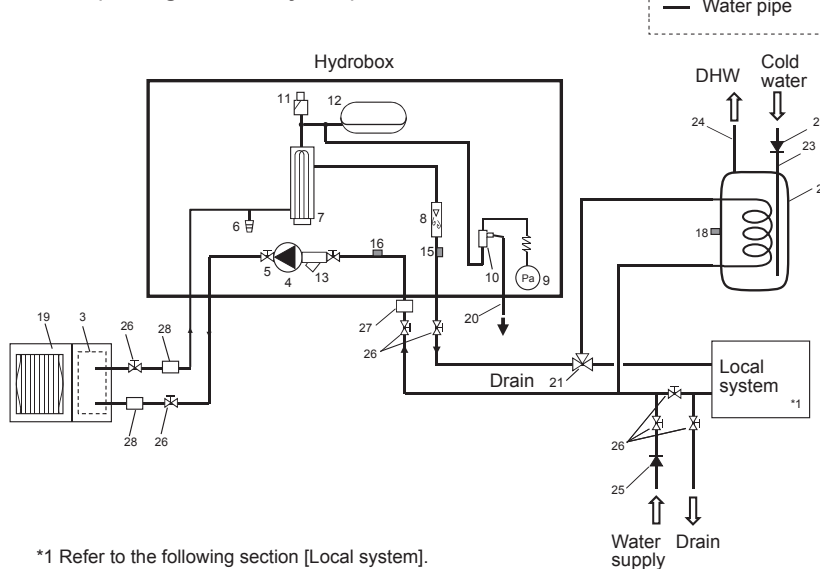 Water pipe
Hydrobox
DHW
Cold
water
11
12
24
23
6
7
8
18
16
15
5
4
13
10
Pa
9
19
3
26
28
27
26
20
21
Drain
Local
system
*1
28
26
26
25
Water
supply
Drain
*1 Refer to the following section [Local system].